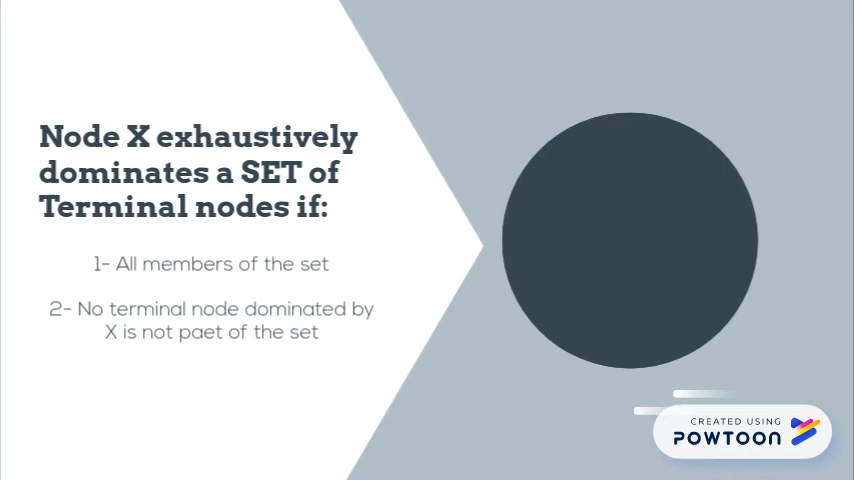 Node X exhaustively
dominates a SET of
Terminal nodes if:
1- All members of the set
2- No terminal node dominated by
X is not paet of the set
CREATED USING
POWTOON